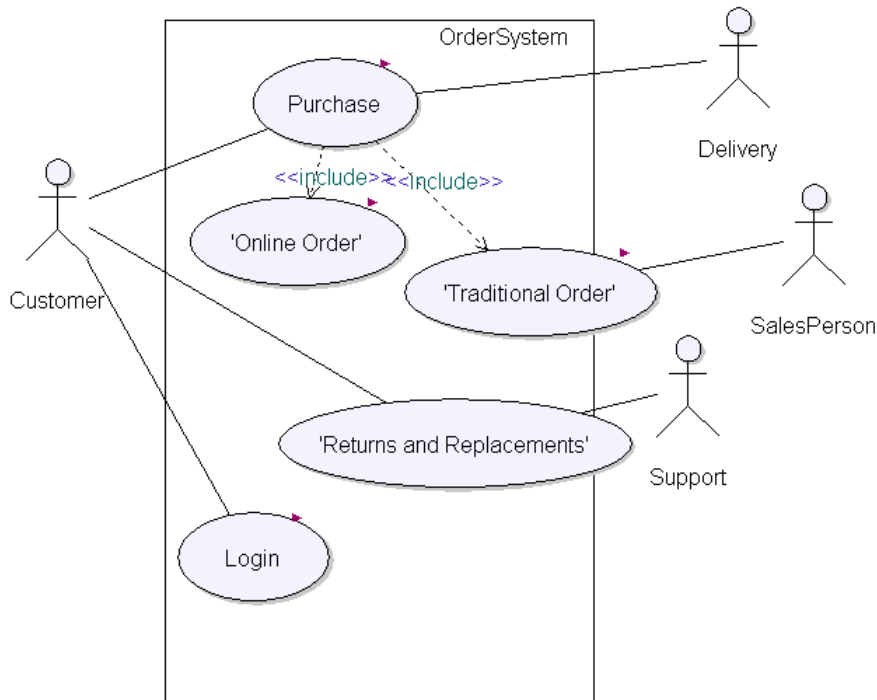 OrderSystem
Purchase
Delivery
<<include>>
<<include>>
'Online Order'
'Traditional Order'
Customer
SalesPerson
'Returns and Replacements'
Support
Login